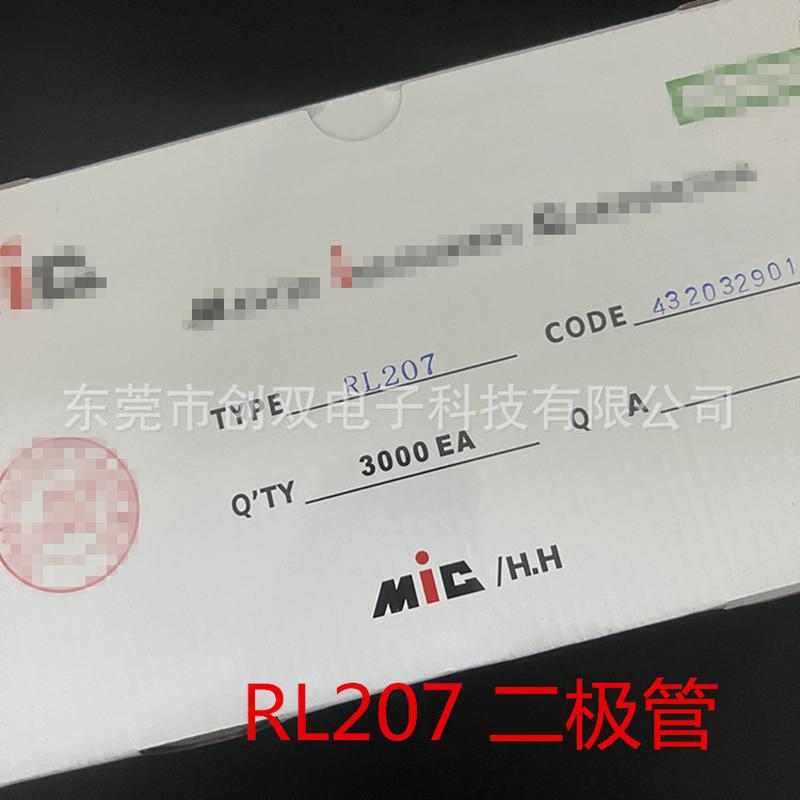 TYPE RL207
CODE 432032901
东莞市创双电子科技有限公司
Q'TY 3000 EA
Q A
MiC /H.H
RL207 二极管